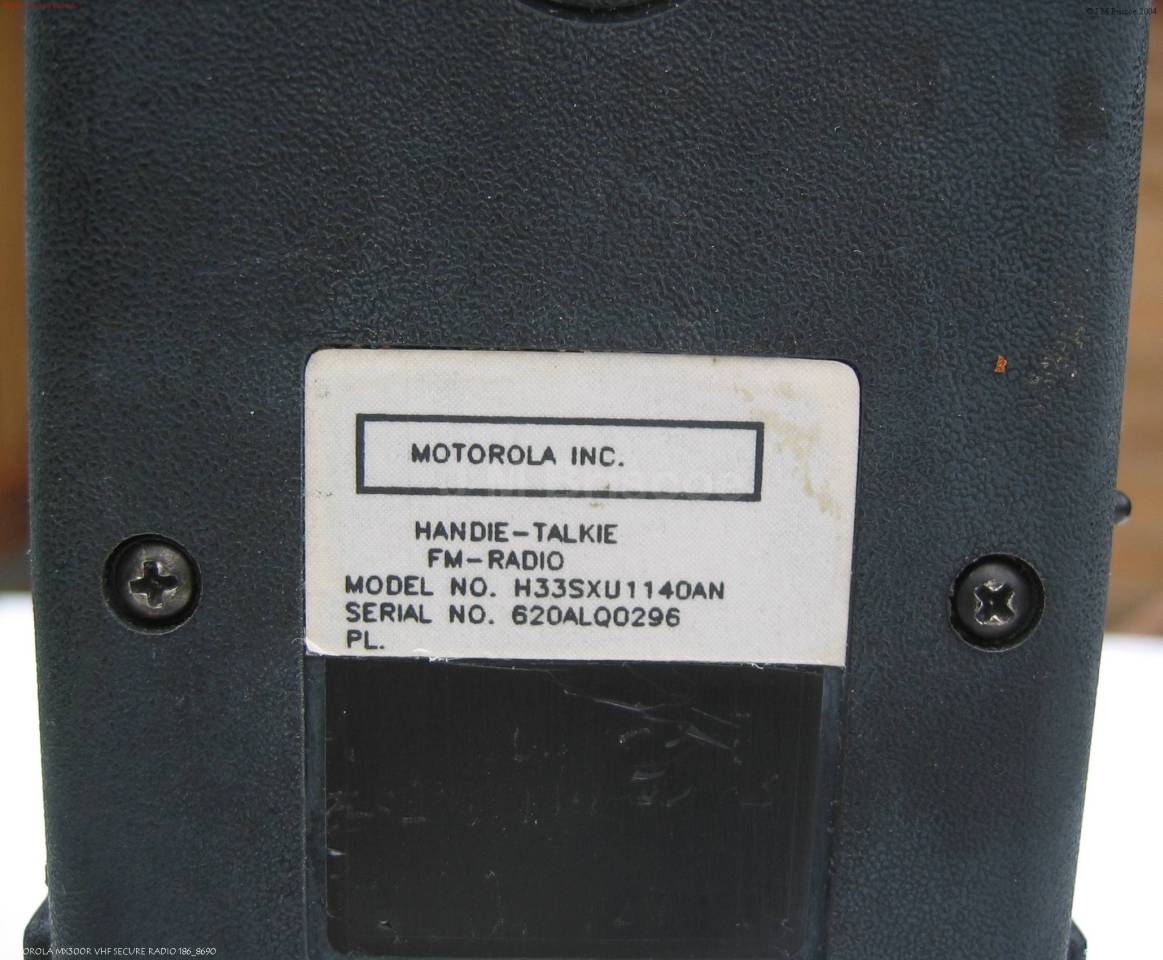 MOTOROLA INC.
HANDIE-TALKIE
FM-RADIO
MODEL NO. H33SXU1140AN
SERIAL NO. 620ALQ0296
PL.
OROLA MX300R VHF SECURE RADIO 186_8690